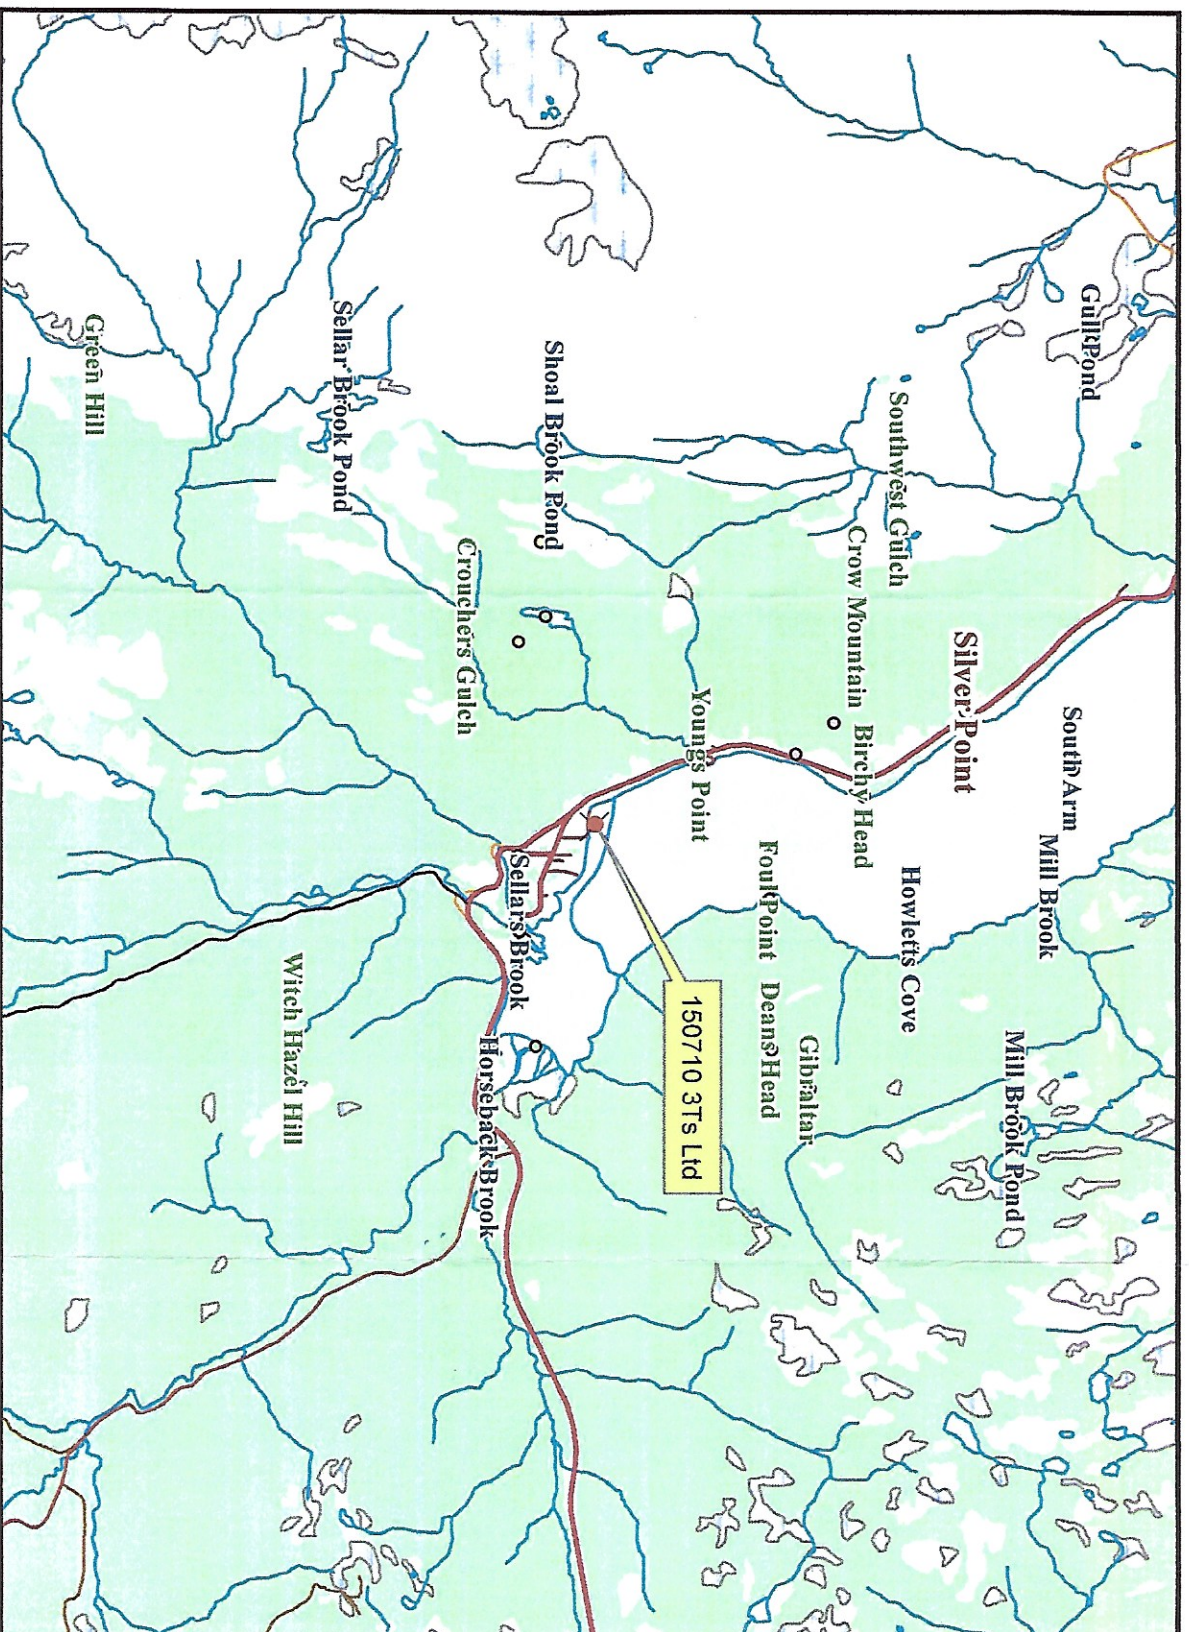 Gull Pond
South Arm
Mill Brook
Mill Brook Pond
Silver Point
Howletts Cove
Southwest Gulch
Crow Mountain
Birchy Head
Gibraltar
Foul Point
Deans Head
Youngs Point
150710 3Ts Ltd
Shoal Brook Pond
Sellars Brook
Horseback Brook
Crouchers Gulch
Sellar Brook Pond
Witch Hazel Hill
Green Hill